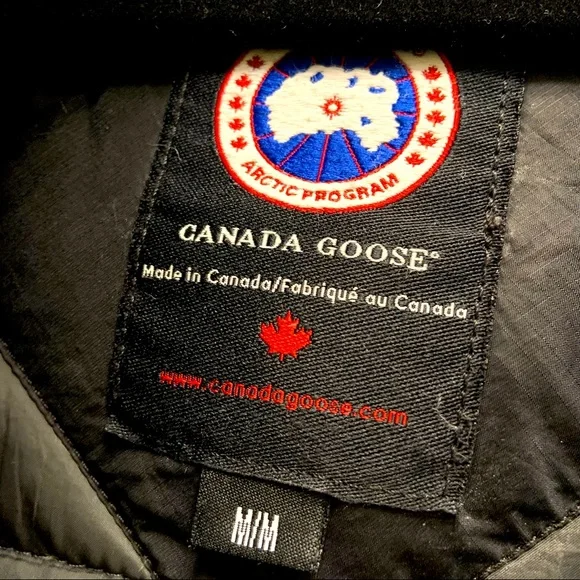 ARCTIC PROGRAM
CANADA GOOSE®
Made in Canada/Fabriqué au Canada
www.canadagoose.com
M/M